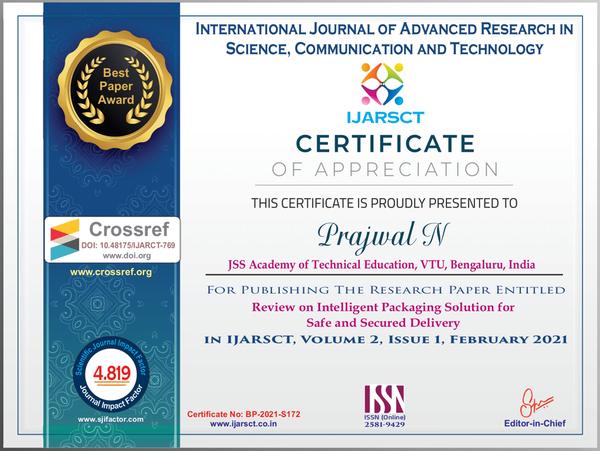 INTERNATIONAL JOURNAL OF ADVANCED RESEARCH IN
SCIENCE, COMMUNICATION AND TECHNOLOGY
Best
Paper
Award
IJARSCT
CERTIFICATE
OF APPRECIATION
THIS CERTIFICATE IS PROUDLY PRESENTED TO
Prajwal N
JSS Academy of Technical Education, VTU, Bengaluru, India
Crossref
DOI: 10.48175/IJARCT-769
www.doi.org
www.crossref.org
FOR PUBLISHING THE RESEARCH PAPER ENTITLED
Review on Intelligent Packaging Solution for
Safe and Secured Delivery
IN IJARSCT, VOLUME 2, ISSUE 1, FEBRUARY 2021
Scientific Journal Impact Factor
4.819
Journal Impact Factor
www.sjifactor.com
Certificate No: BP-2021-S172
www.ijarsct.co.in
ISSN
ISSN (Online)
2581-9429
Editor-in-Chief